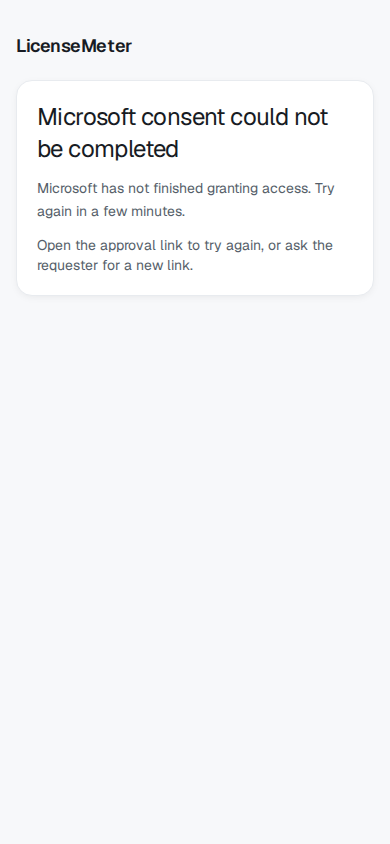 LicenseMeter
Microsoft consent could not
be completed
Microsoft has not finished granting access. Try
again in a few minutes.
Open the approval link to try again, or ask the
requester for a new link.